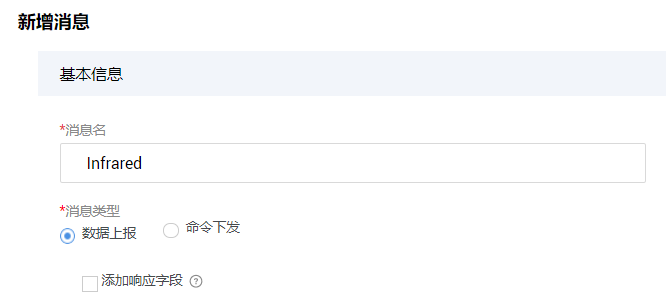 新增消息
基本信息
*消息名
Infrared
*消息类型
数据上报 命令下发
添加响应字段 ?